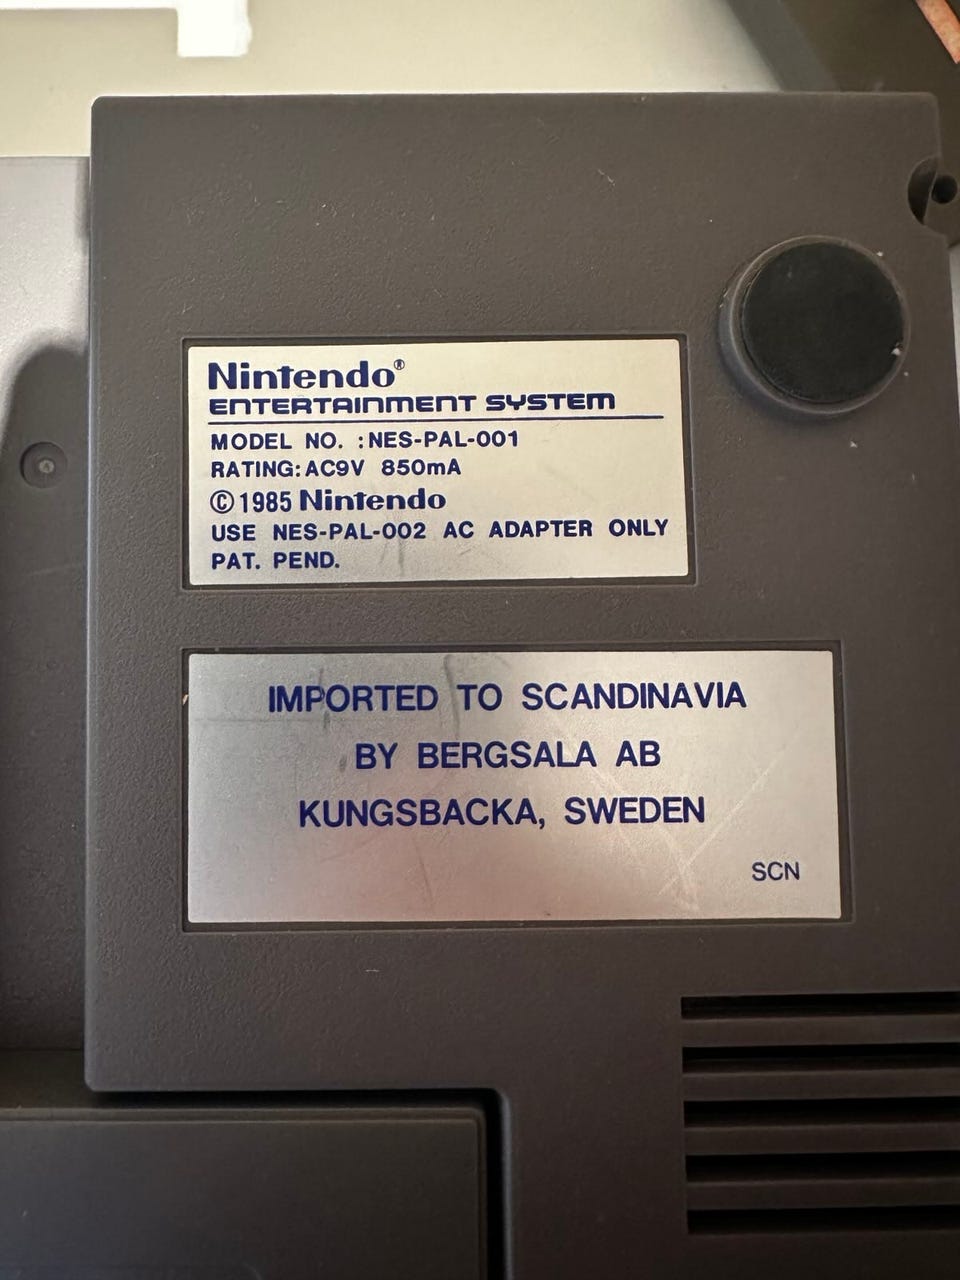 Nintendo®
ENTERTAINMENT SYSTEM
MODEL NO. :NES-PAL-001
RATING:AC9V 850mA
©1985 Nintendo
USE NES-PAL-002 AC ADAPTER ONLY
PAT. PEND.
IMPORTED TO SCANDINAVIA
BY BERGSALA AB
KUNGSBACKA, SWEDEN
SCN